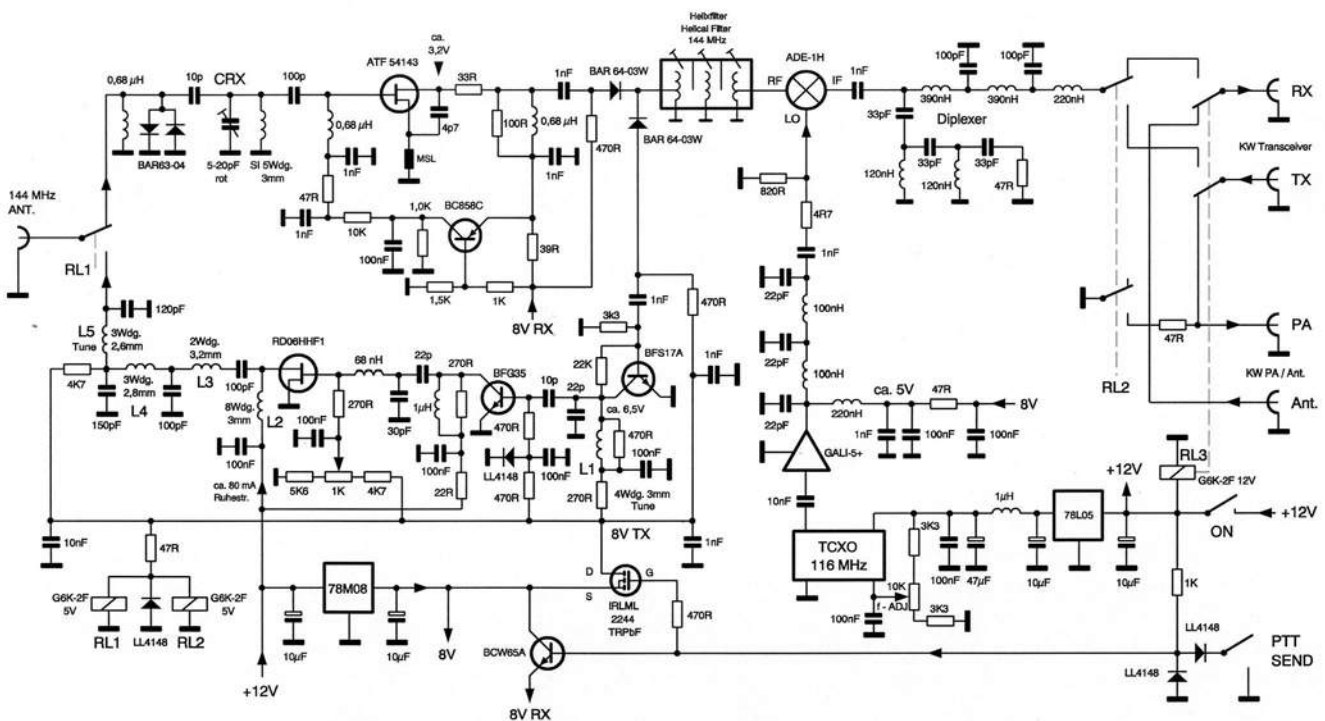 Helixfilter
Helical Filter
144 MHz
ca.
3,2V
ATF 54143
0,68 µH
10p
CRX
100p
33R
1nF
BAR 64-03W
RF
ADE-1H
IF
1nF
LO
100pF
100pF
390nH
390nH
220nH
RX
KW Transceiver
TX
BAR63-04
5-20pF
rot
SI 5Wdg.
3mm
0,68 µH
1nF
4p7
MSL
100R
0,68 µH
1nF
470R
BAR 64-03W
33pF
Diplexer
33pF
33pF
120nH
120nH
47R
144 MHz
ANT.
RL1
47R
1nF
10K
100nF
1,0K
BC858C
39R
1,5K
1K
8V RX
820R
4R7
1nF
22pF
100nH
22pF
100nH
22pF
120pF
L5
Tune
3Wdg.
2,6mm
4K7
150pF
3Wdg.
2,8mm
L4
100pF
2Wdg.
3,2mm
L3
100pF
8Wdg.
3mm
L2
100nF
ca. 80 mA
Ruhestr.
RD06HHF1
270R
100nF
5K6
1K
4K7
68 nH
30pF
22p
1µH
270R
100nF
22R
BFG35
470R
LL4148
100nF
470R
10p
22p
22K
3k3
1nF
BFS17A
ca. 6,5V
470R
L1
100nF
4Wdg. 3mm
Tune
270R
470R
1nF
8V TX
1nF
220nH
ca. 5V
47R
8V
1nF
100nF
100nF
GALI-5+
10nF
TCXO
116 MHz
100nF
3K3
10K
f - ADJ
3K3
100nF
47µF
1µH
10µF
78L05
10µF
+12V
RL2
47R
PA
KW PA / Ant.
Ant.
RL3
G6K-2F 12V
ON
+12V
1K
LL4148
LL4148
PTT
SEND
10nF
47R
G6K-2F
5V
RL1
LL4148
RL2
G6K-2F
5V
+12V
10µF
78M08
10µF
8V
D
S
G
IRLML
2244
TRPbF
470R
BCW65A
8V RX